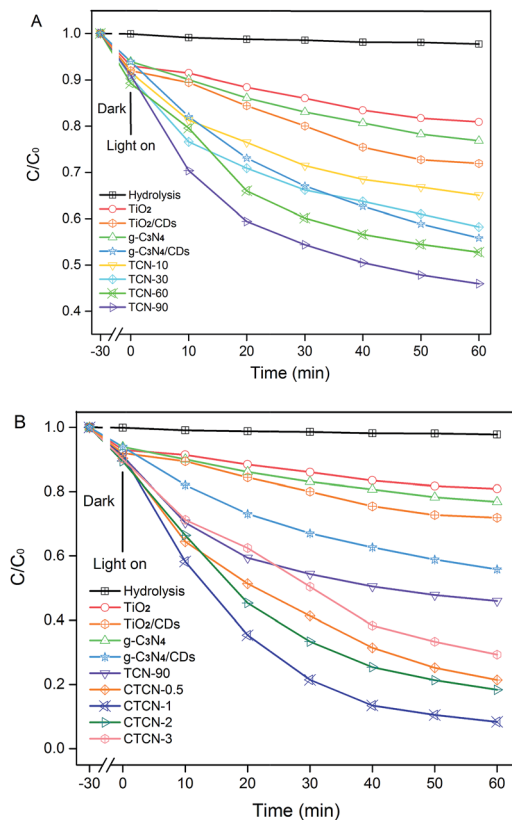 A
C/C₀
1.0
0.9
0.8
0.7
0.6
0.5
0.4
Dark
Light on
Hydrolysis
TiO₂
TiO₂/CDs
g-C₃N₄
g-C₃N₄/CDs
TCN-10
TCN-30
TCN-60
TCN-90
-30 0 10 20 30 40 50 60
Time (min)
B
C/C₀
1.0
0.8
0.6
0.4
0.2
0.0
Dark
Light on
Hydrolysis
TiO₂
TiO₂/CDs
g-C₃N₄
g-C₃N₄/CDs
TCN-90
CTCN-0.5
CTCN-1
CTCN-2
CTCN-3
-30 0 10 20 30 40 50 60
Time (min)